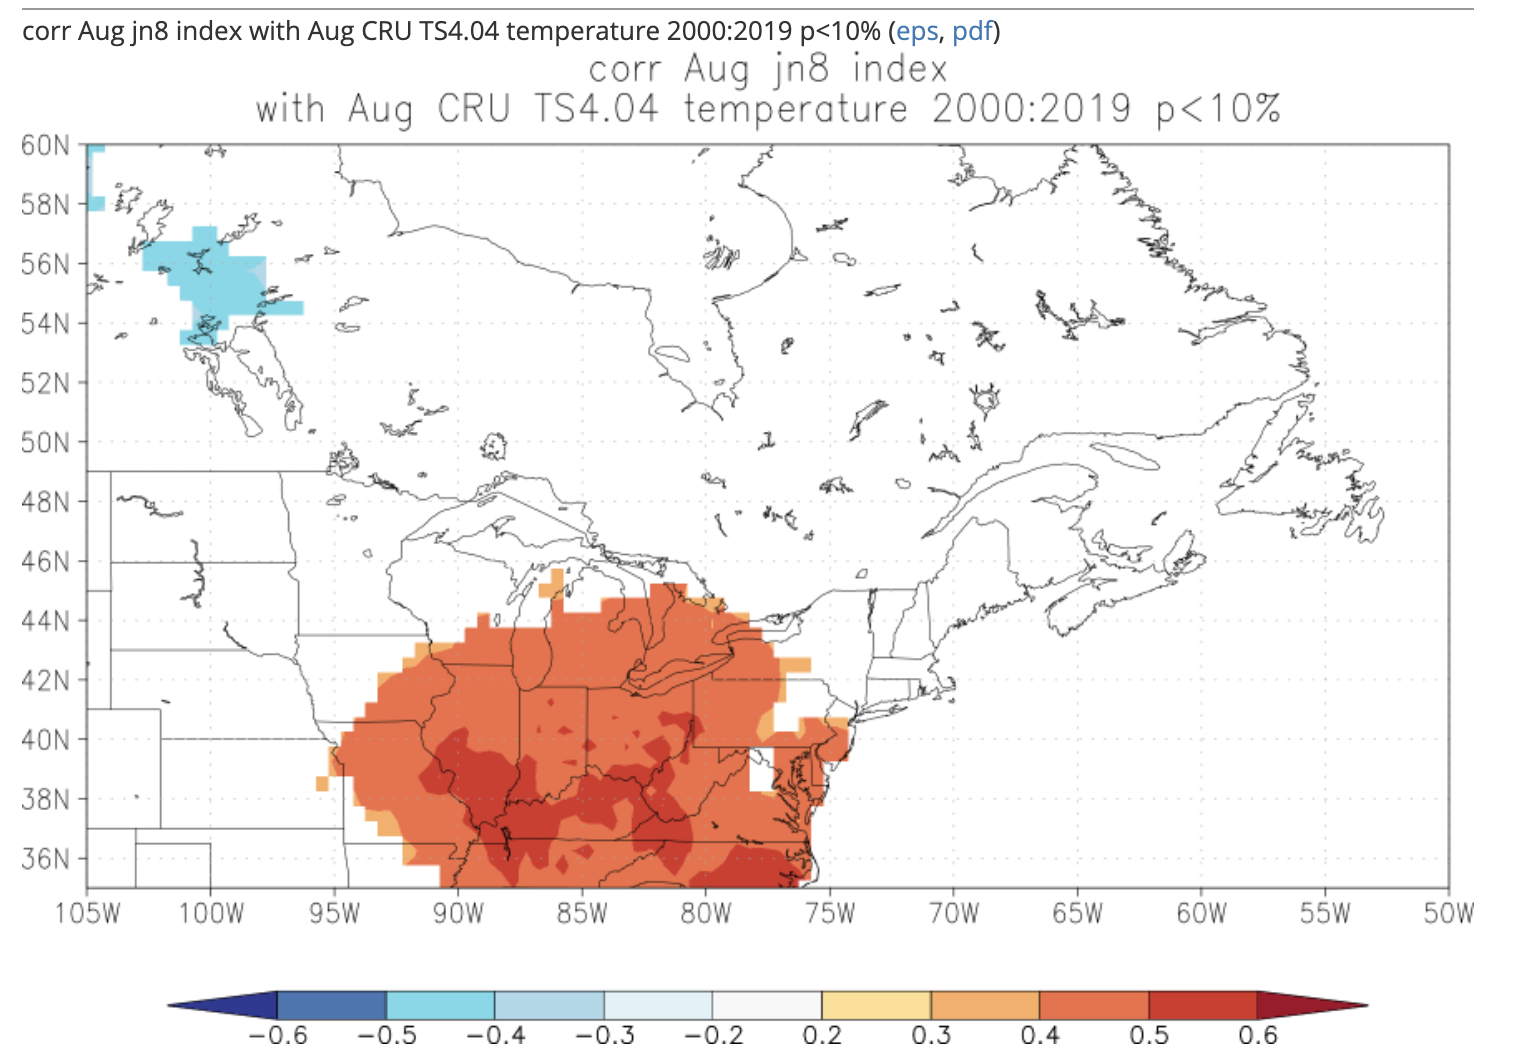 corr Aug jn8 index with Aug CRU TS4.04 temperature 2000:2019 p<10% (eps, pdf)
corr Aug jn8 index
with Aug CRU TS4.04 temperature 2000:2019 p<10%
60N
58N
56N
54N
52N
50N
48N
46N
44N
42N
40N
38N
36N
105W 100W 95W 90W 85W 80W 75W 70W 65W 60W 55W 50W
-0.6 -0.5 -0.4 -0.3 -0.2 0.2 0.3 0.4 0.5 0.6